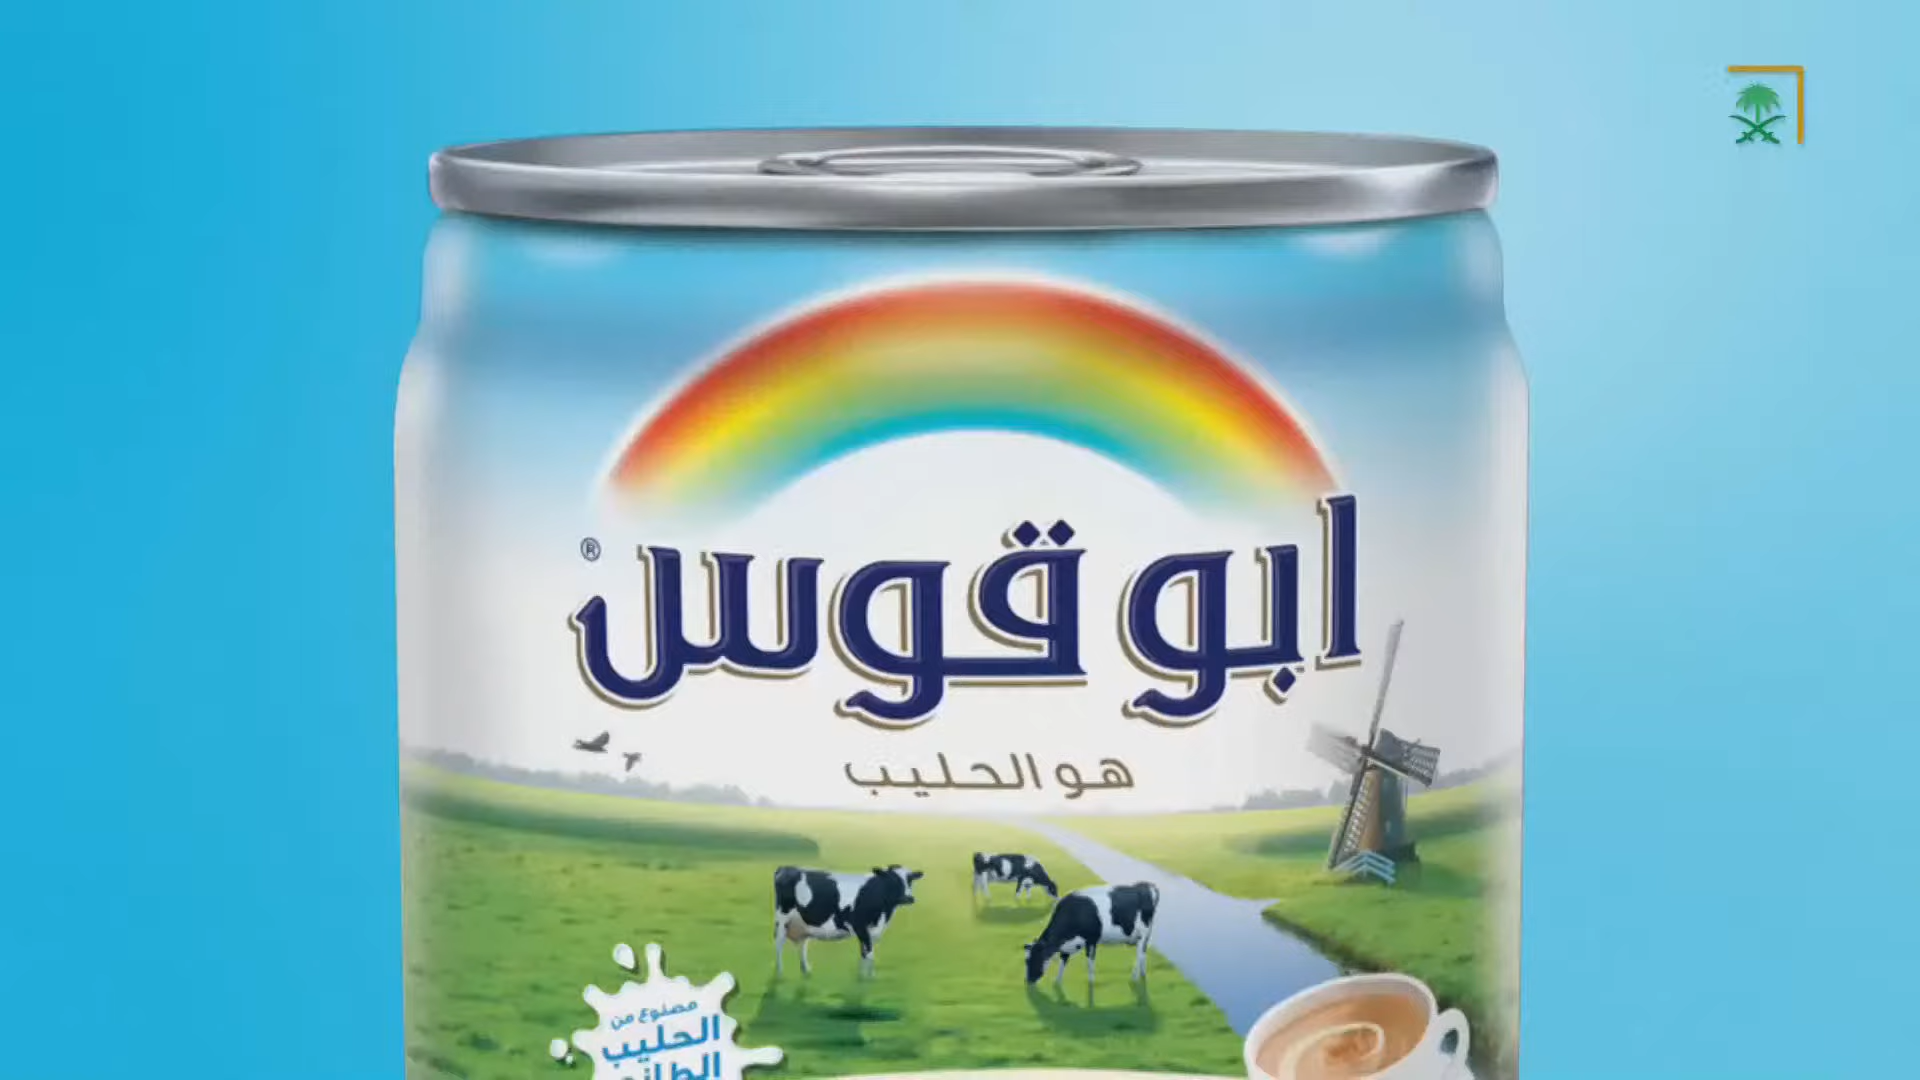 ابو قوس ®
هو الحليب
مصنوع من
الحليب